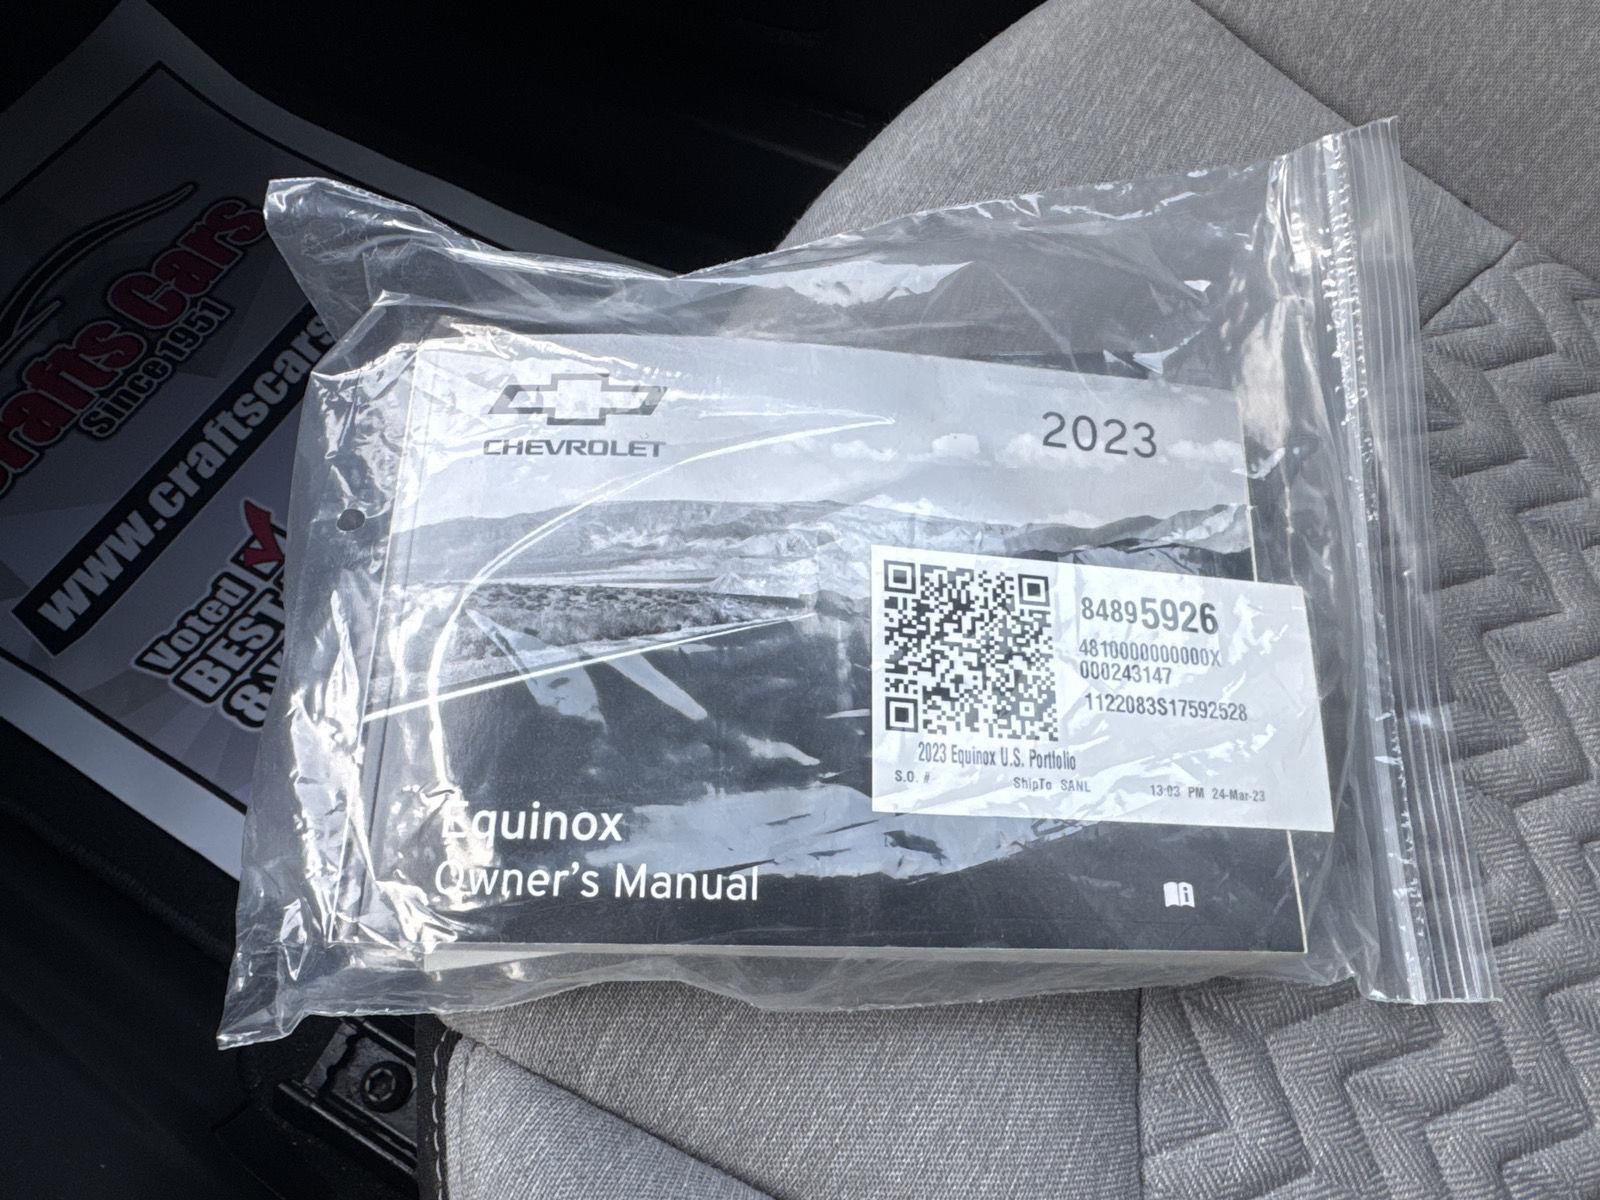 Crafts Cars
Since 1951
www.craftscars
Voted
BEST
CHEVROLET
2023
84895926
4810000000000X
000243147
1122083S17592528
2023 Equinox U.S. Portfolio
S.O. #
ShipTo SANL
13:03 PM 24-Mar-23
Equinox
Owner's Manual